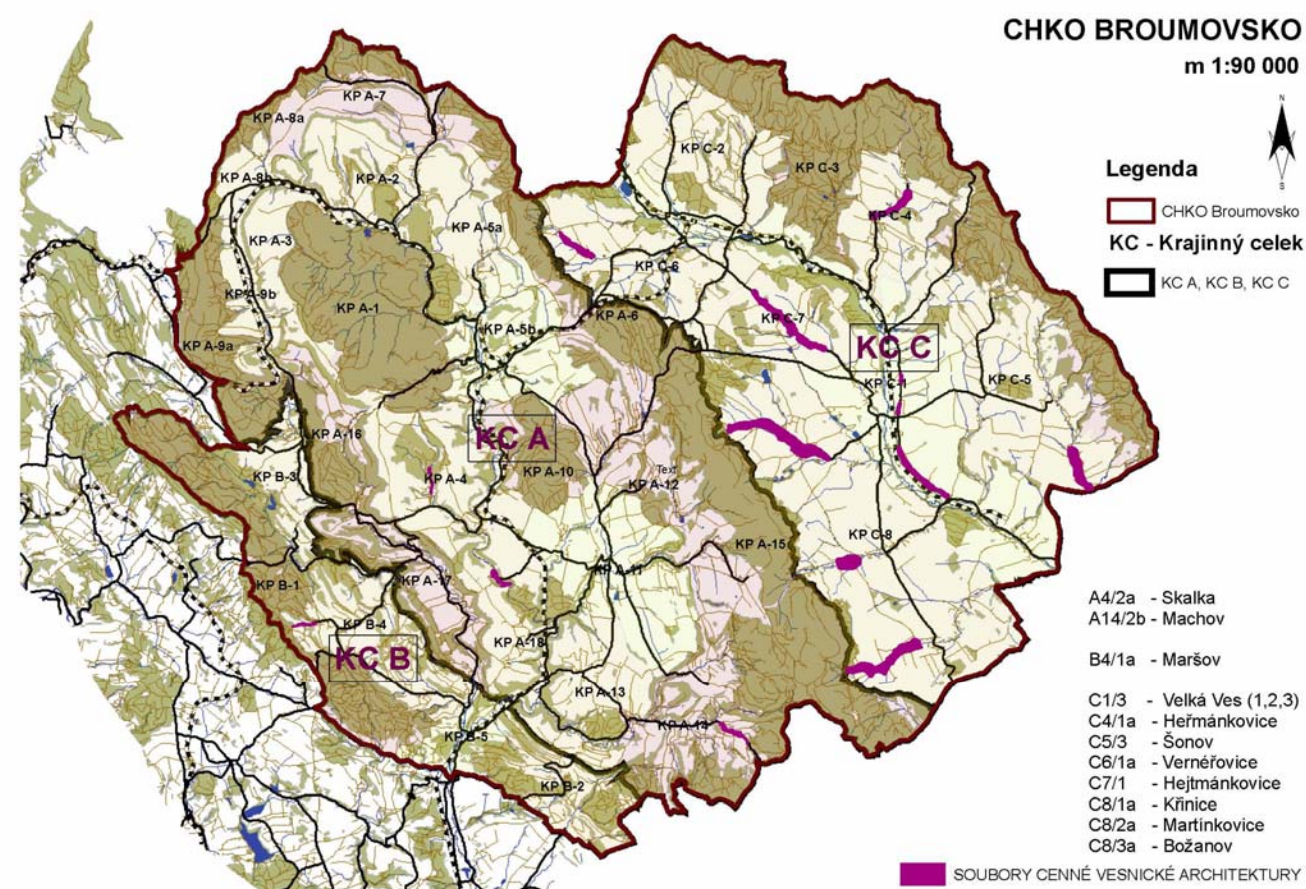 CHKO BROUMOVSKO
m 1:90 000
N
S
Legenda
CHKO Broumovsko
KC - Krajinný celek
KC A, KC B, KC C
KP A-7
KP A-8a
KP C-2
KP C-3
KP A-8b
KP A-2
KP C-4
KP A-5a
KP A-3
KP C-6
KP A-9b
KP A-1
KP A-6
KP C-7
KP A-5b
KP A-9a
KC C
KP C-1
KP C-5
KP A-16
KC A
KP B-3
KP A-4
KP A-10
Text
KP A-12
KP C-8
KP A-15
KP A-11
KP B-1
KP A-17
KP B-4
KP A-18
KC B
KP A-13
KP A-14
KP B-5
KP B-2
A4/2a - Skalka
A14/2b - Machov
B4/1a - Maršov
C1/3 - Velká Ves (1,2,3)
C4/1a - Heřmánkovice
C5/3 - Šonov
C6/1a - Vernéřovice
C7/1 - Hejtmánkovice
C8/1a - Křinice
C8/2a - Martínkovice
C8/3a - Božanov
SOUBORY CENNÉ VESNICKÉ ARCHITEKTURY